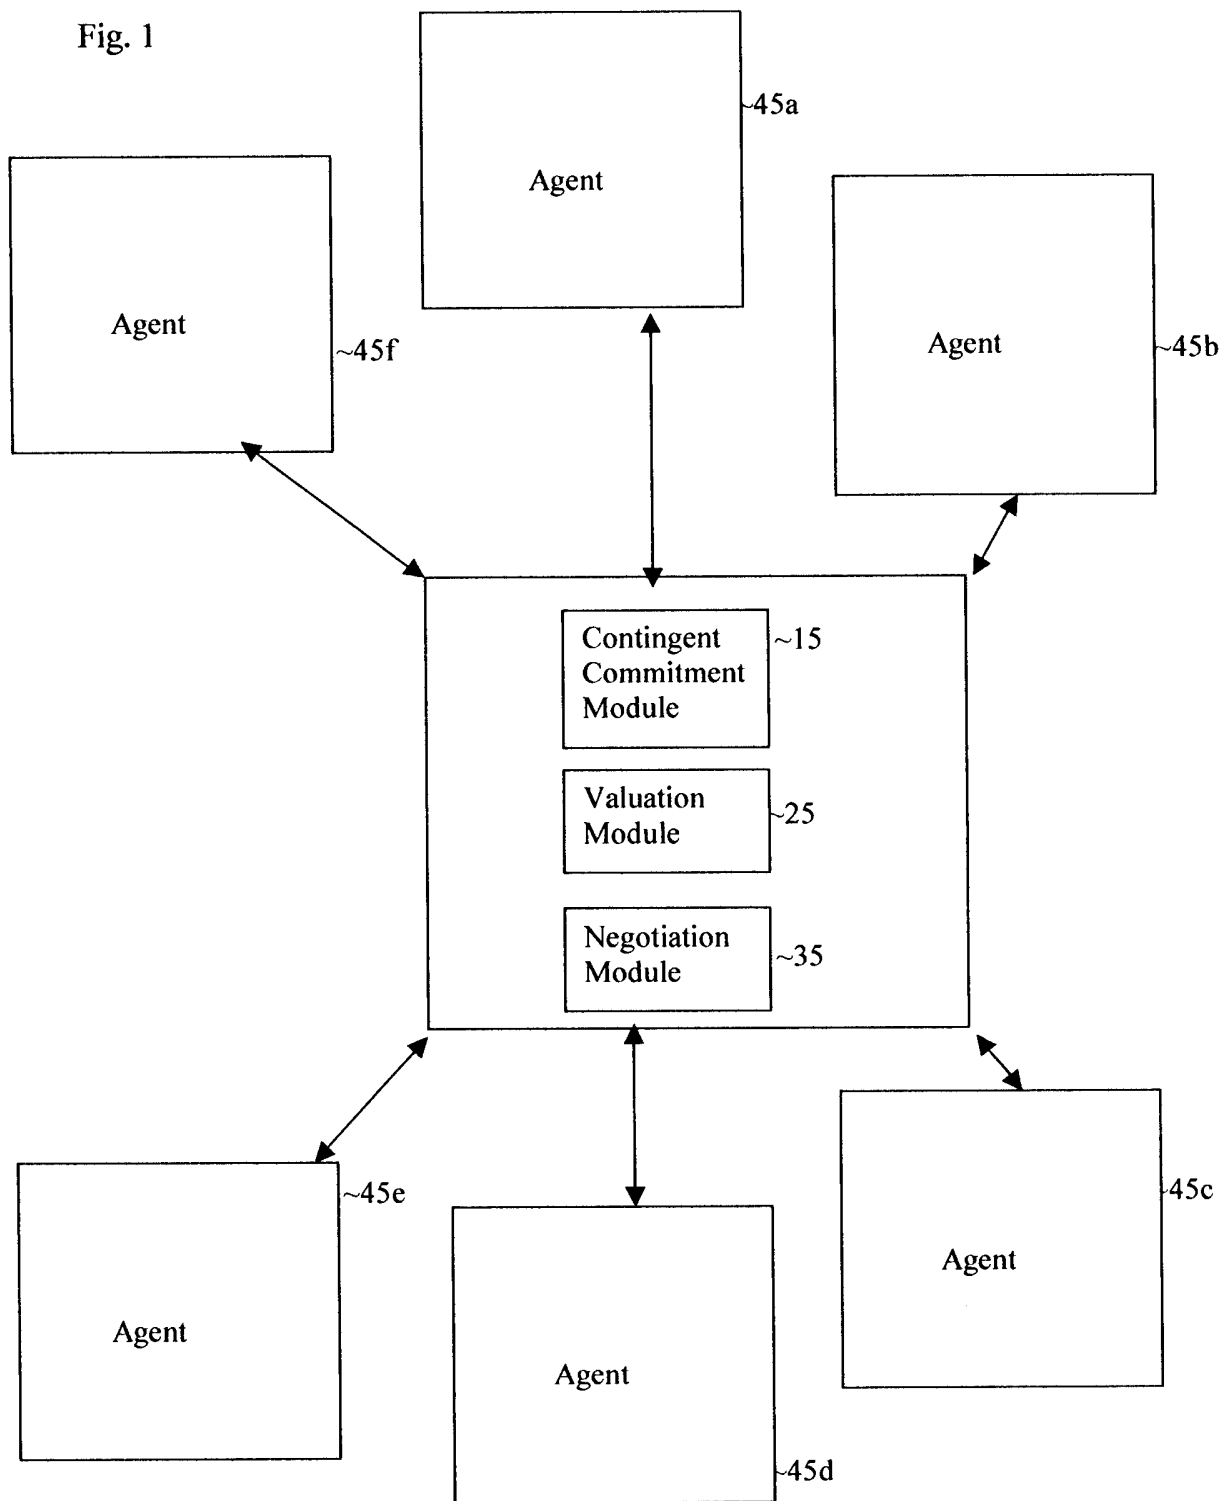 Fig. 1
~45a
Agent
Agent
~45f
Agent
~45b
Contingent
Commitment
Module
~15
Valuation
Module
~25
Negotiation
Module
~35
~45e
Agent
Agent
~45d
~45c
Agent